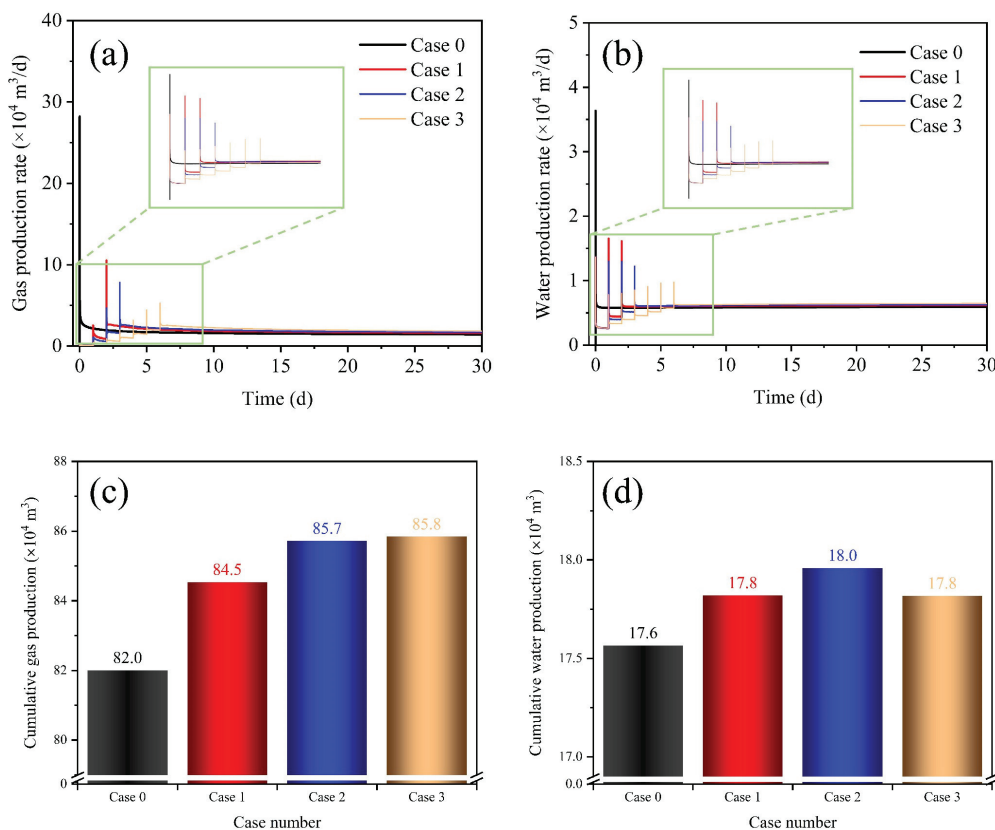 (a)
Gas production rate (×10⁴ m³/d)
40
30
20
10
0
Case 0
Case 1
Case 2
Case 3
0 5 10 15 20 25 30
Time (d)
(b)
Water production rate (×10⁴ m³/d)
5
4
3
2
1
0
Case 0
Case 1
Case 2
Case 3
0 5 10 15 20 25 30
Time (d)
(c)
Cumulative gas production (×10⁴ m³)
88
86
84
82
80
0
82.0
84.5
85.7
85.8
Case 0 Case 1 Case 2 Case 3
Case number
(d)
Cumulative water production (×10⁴ m³)
18.5
18.0
17.5
17.0
0.0
17.6
17.8
18.0
17.8
Case 0 Case 1 Case 2 Case 3
Case number